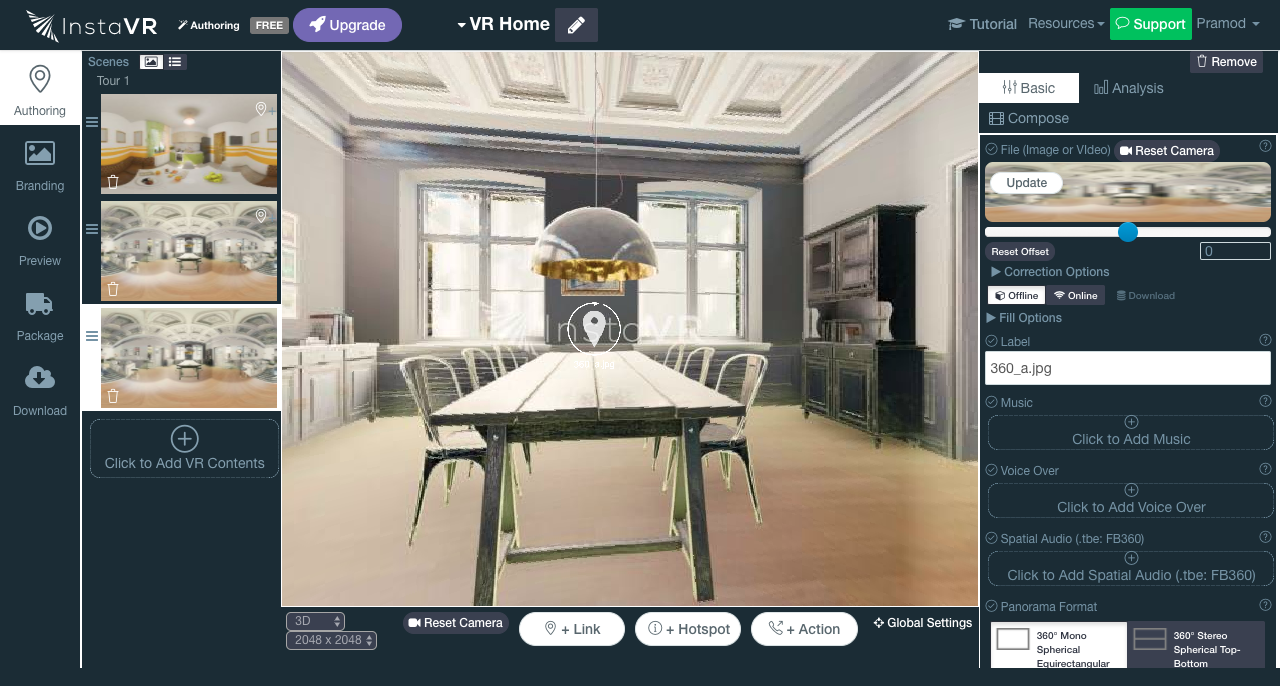 InstaVR
Authoring
FREE
Upgrade
VR Home
Tutorial
Resources
Support
Pramod
Authoring
Branding
Preview
Package
Download
Scenes
Tour 1
Click to Add VR Contents
InstaVR
360_a.jpg
3D
2048 x 2048
Reset Camera
+ Link
+ Hotspot
+ Action
Global Settings
Remove
Basic
Analysis
Compose
File (Image or VIdeo)
Reset Camera
Update
Reset Offset
0
Correction Options
Offline
Online
Download
Fill Options
Label
360_a.jpg
Music
Click to Add Music
Voice Over
Click to Add Voice Over
Spatial Audio (.tbe: FB360)
Click to Add Spatial Audio (.tbe: FB360)
Panorama Format
360° Mono
Spherical
Equirectangular
360° Stereo
Spherical Top-
Bottom